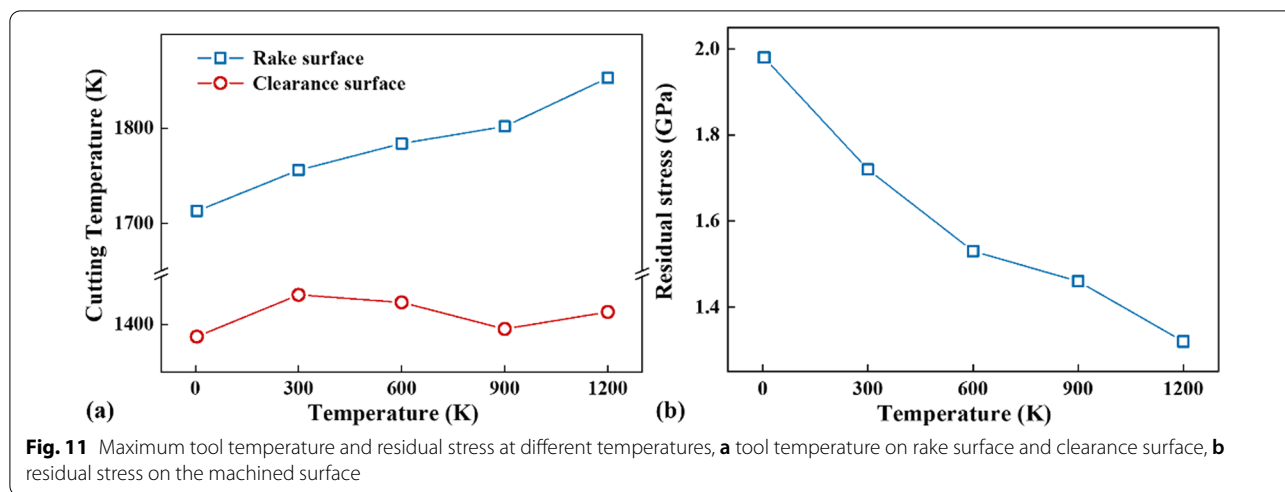 Rake surface
Clearance surface
Cutting Temperature (K)
1800
1700
1400
0 300 600 900 1200
(a) Temperature (K)
Residual stress (GPa)
2.0
1.8
1.6
1.4
0 300 600 900 1200
(b) Temperature (K)
Fig. 11 Maximum tool temperature and residual stress at different temperatures, a tool temperature on rake surface and clearance surface, b
residual stress on the machined surface